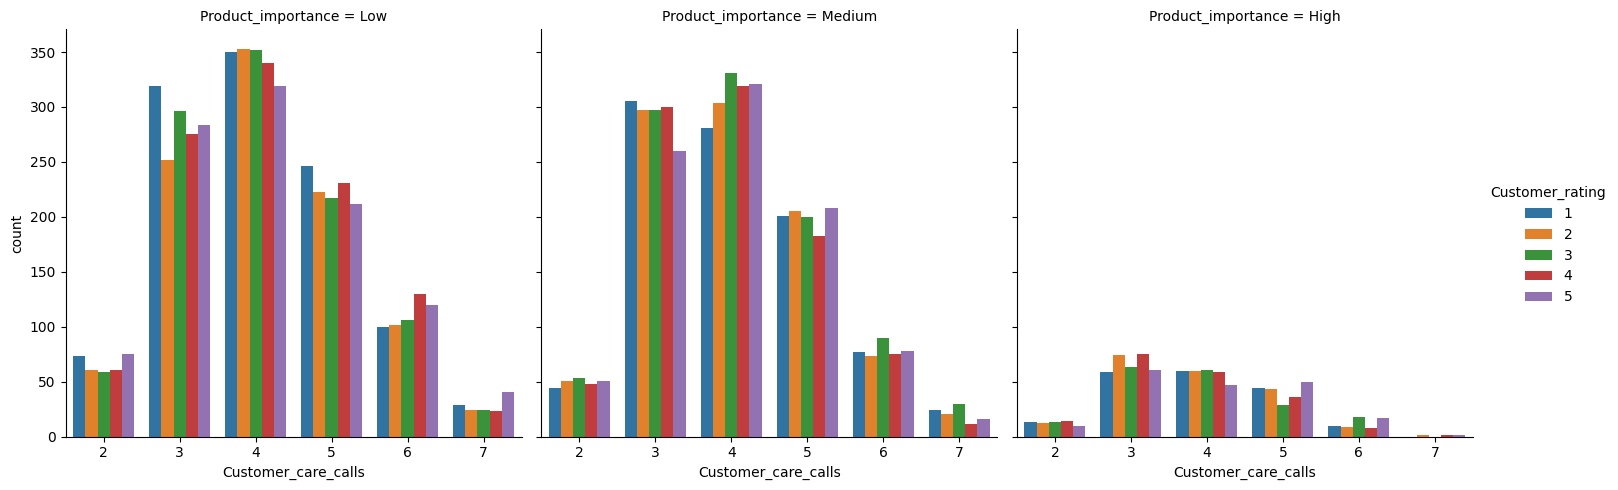 Product_importance = Low
Product_importance = Medium
Product_importance = High
count
350
300
250
200
150
100
50
0
2 3 4 5 6 7
2 3 4 5 6 7
2 3 4 5 6 7
Customer_care_calls
Customer_care_calls
Customer_care_calls
Customer_rating
1
2
3
4
5